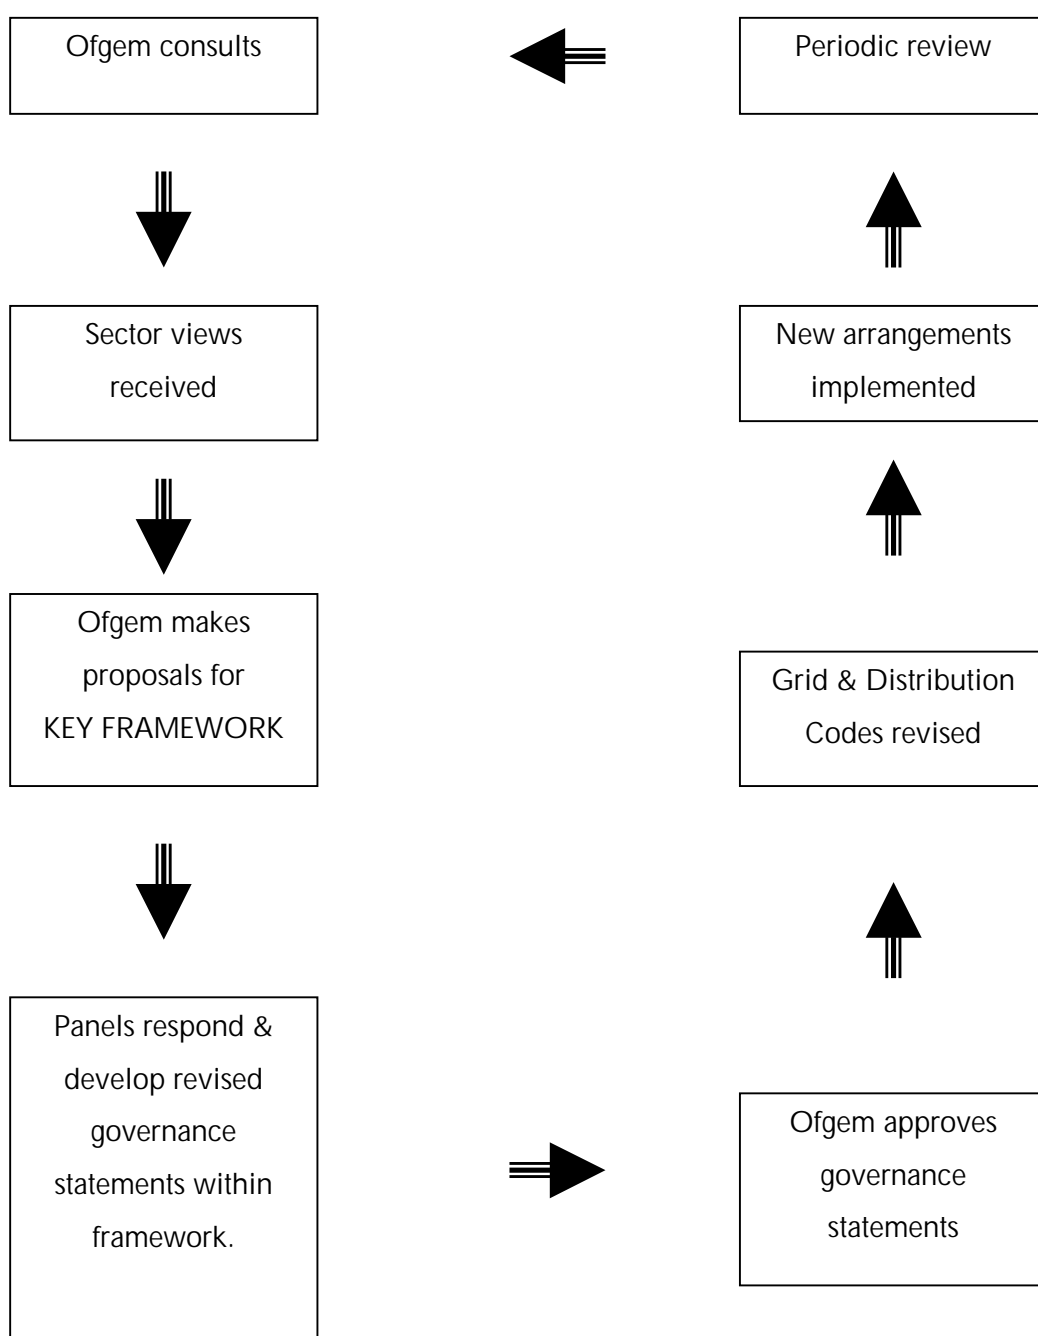 Ofgem consults
Periodic review
Sector views
received
New arrangements
implemented
Ofgem makes
proposals for
KEY FRAMEWORK
Grid & Distribution
Codes revised
Panels respond &
develop revised
governance
statements within
framework.
Ofgem approves
governance
statements